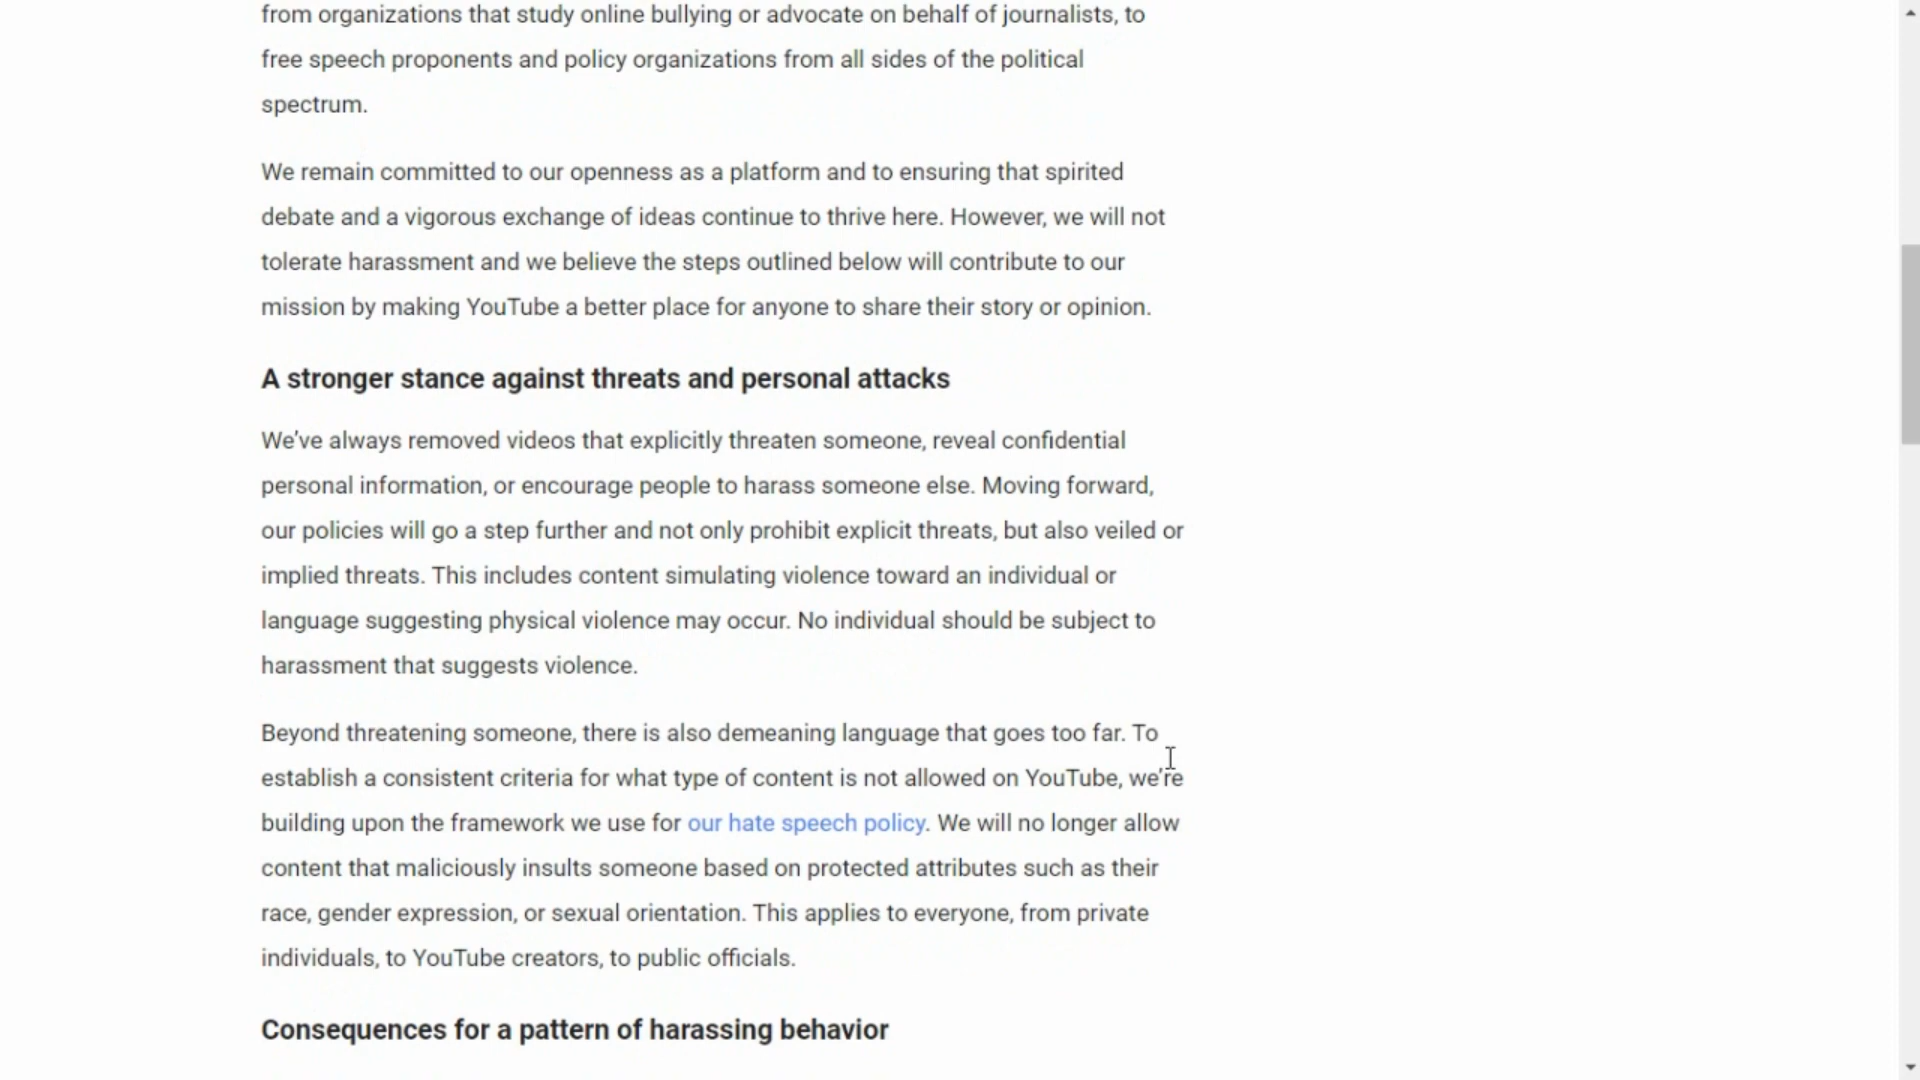 from organizations that study online bullying or advocate on behalf of journalists, to
free speech proponents and policy organizations from all sides of the political
spectrum.
We remain committed to our openness as a platform and to ensuring that spirited
debate and a vigorous exchange of ideas continue to thrive here. However, we will not
tolerate harassment and we believe the steps outlined below will contribute to our
mission by making YouTube a better place for anyone to share their story or opinion.
A stronger stance against threats and personal attacks
We've always removed videos that explicitly threaten someone, reveal confidential
personal information, or encourage people to harass someone else. Moving forward,
our policies will go a step further and not only prohibit explicit threats, but also veiled or
implied threats. This includes content simulating violence toward an individual or
language suggesting physical violence may occur. No individual should be subject to
harassment that suggests violence.
Beyond threatening someone, there is also demeaning language that goes too far. To
establish a consistent criteria for what type of content is not allowed on YouTube, we're
building upon the framework we use for our hate speech policy. We will no longer allow
content that maliciously insults someone based on protected attributes such as their
race, gender expression, or sexual orientation. This applies to everyone, from private
individuals, to YouTube creators, to public officials.
Consequences for a pattern of harassing behavior